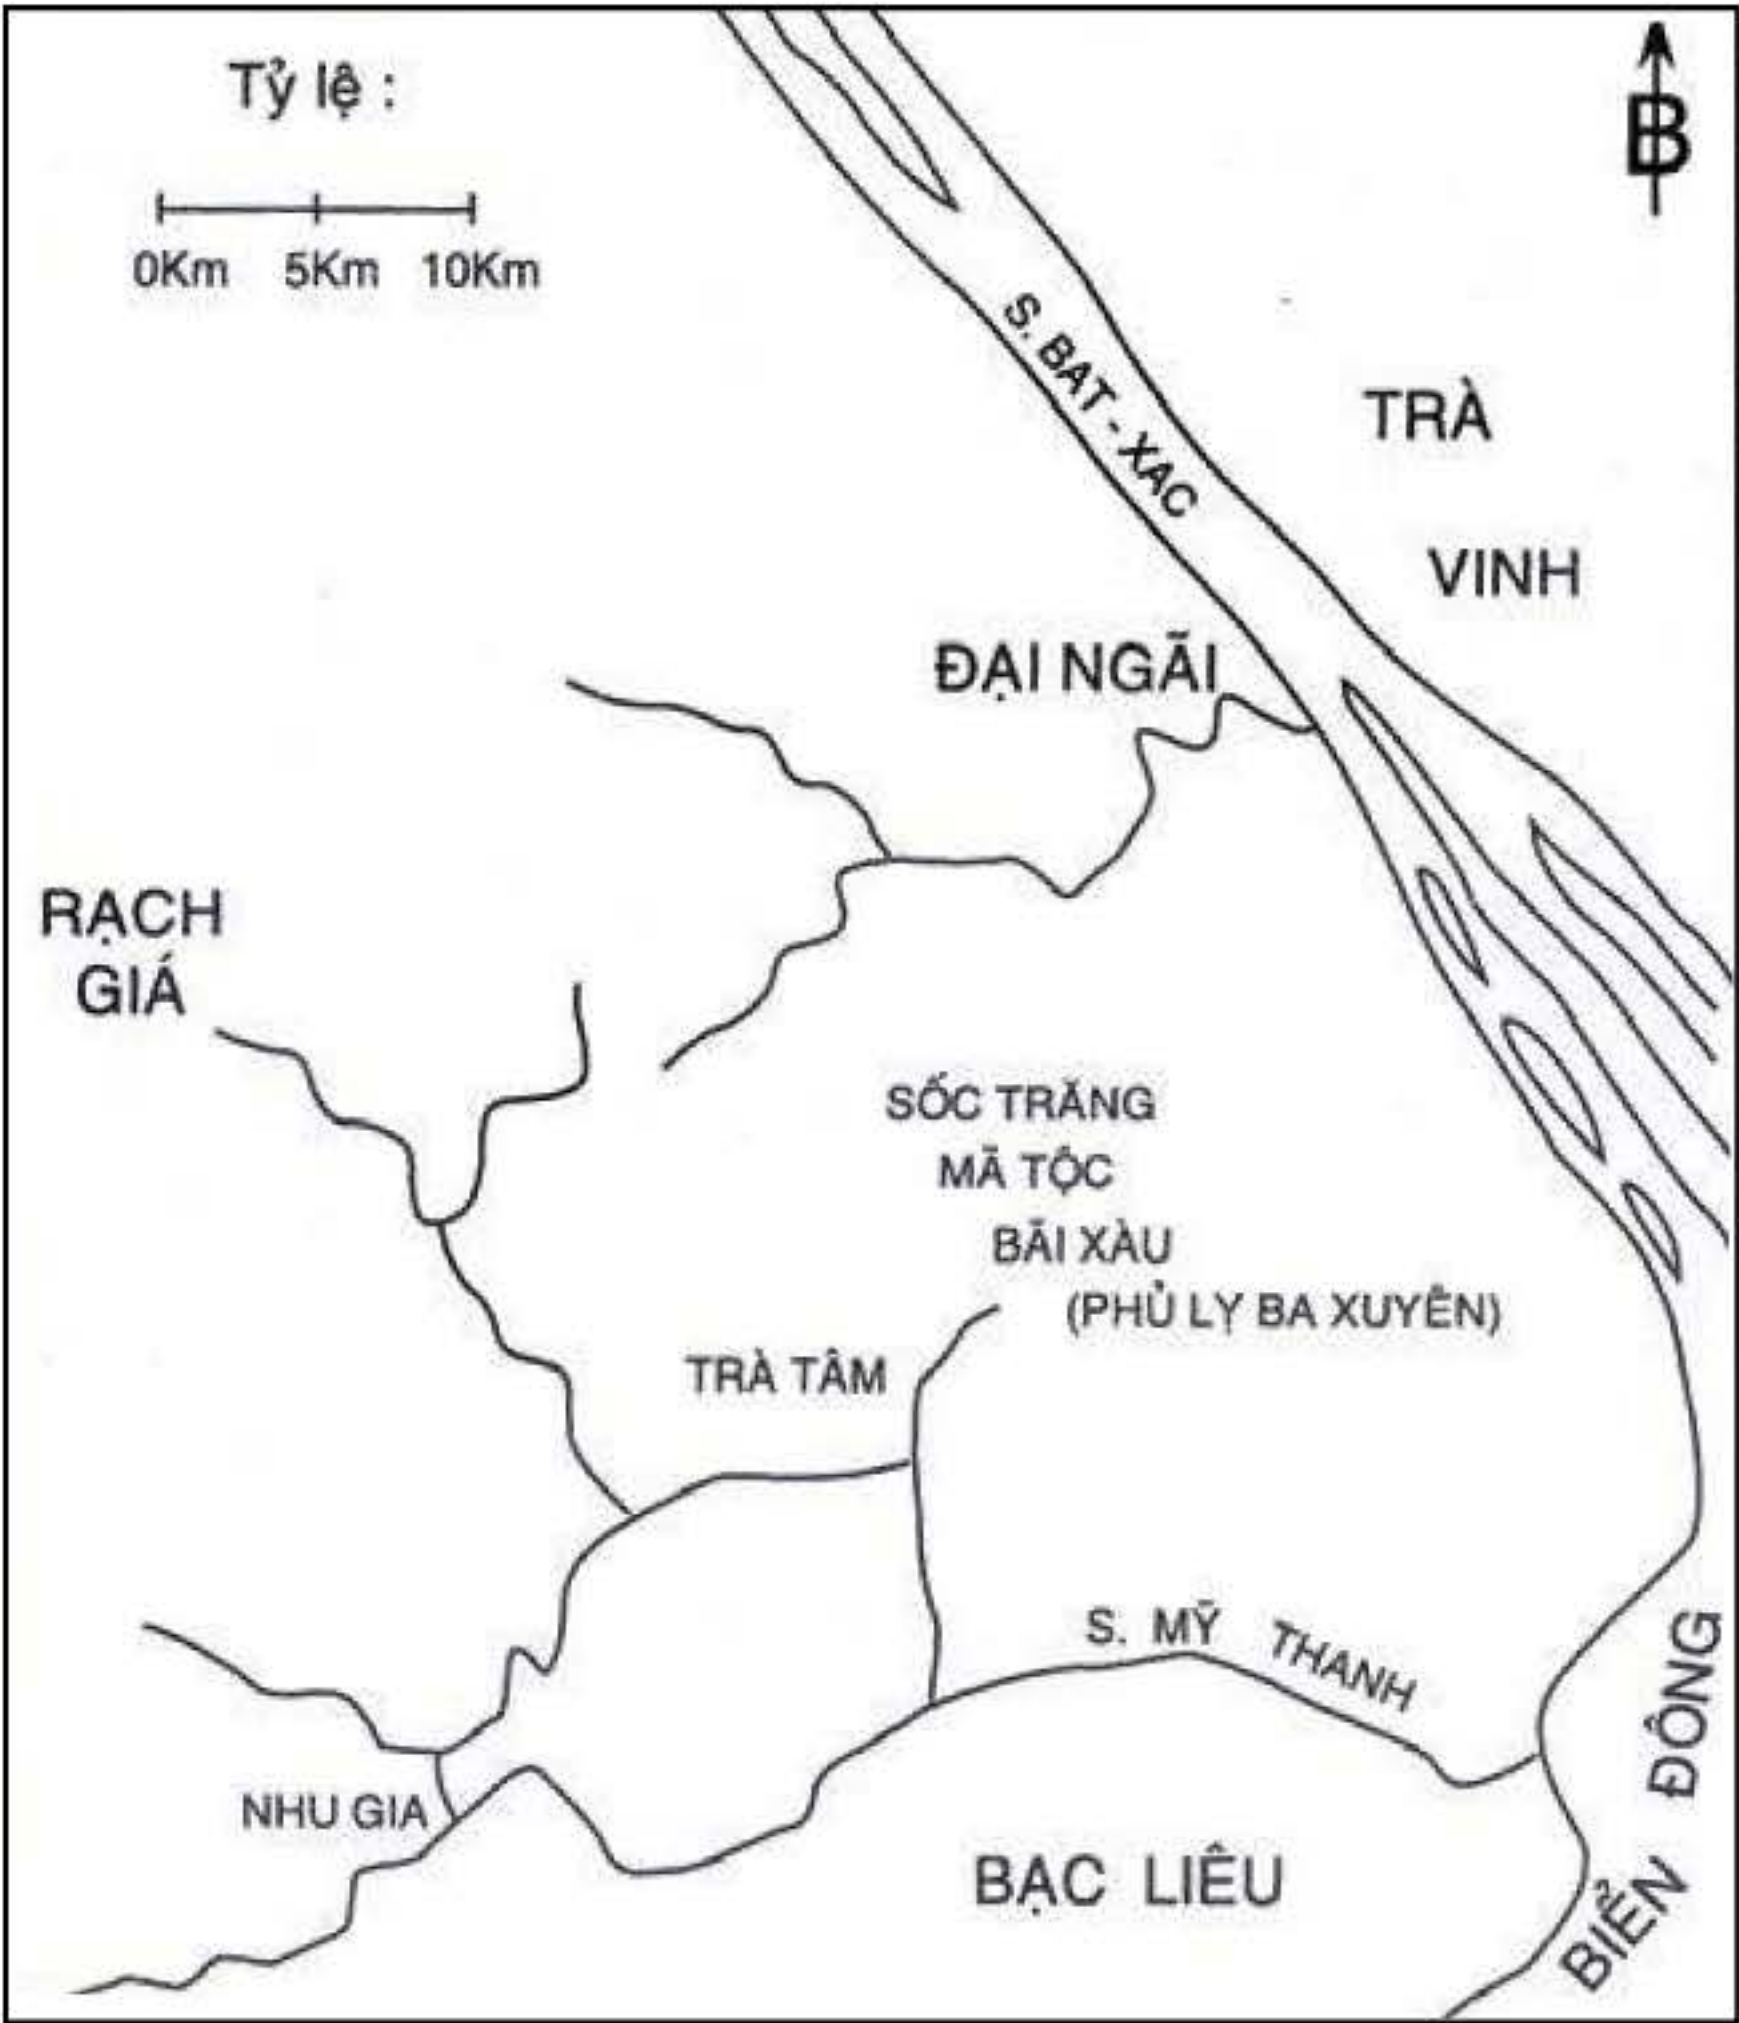 Tỷ lệ :
0Km 5Km 10Km
B
S. BAT - XAC
TRÀ
VINH
ĐẠI NGÃI
RẠCH
GIÁ
SỐC TRĂNG
MÃ TỘC
BÃI XÀU
(PHỦ LỴ BA XUYÊN)
TRÀ TÂM
S. MỸ THANH
NHU GIA
BẠC LIÊU
BIỂN ĐÔNG